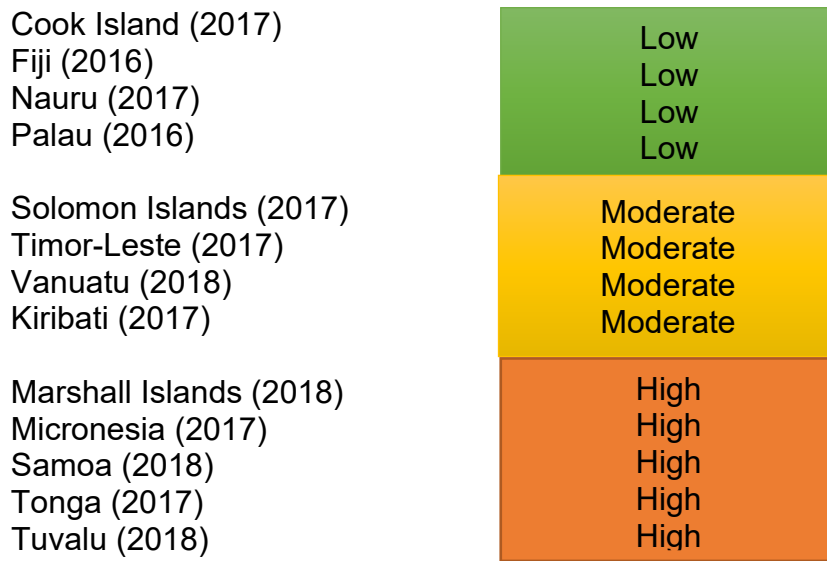 Cook Island (2017) Low
Fiji (2016) Low
Nauru (2017) Low
Palau (2016) Low
Solomon Islands (2017) Moderate
Timor-Leste (2017) Moderate
Vanuatu (2018) Moderate
Kiribati (2017) Moderate
Marshall Islands (2018) High
Micronesia (2017) High
Samoa (2018) High
Tonga (2017) High
Tuvalu (2018) High